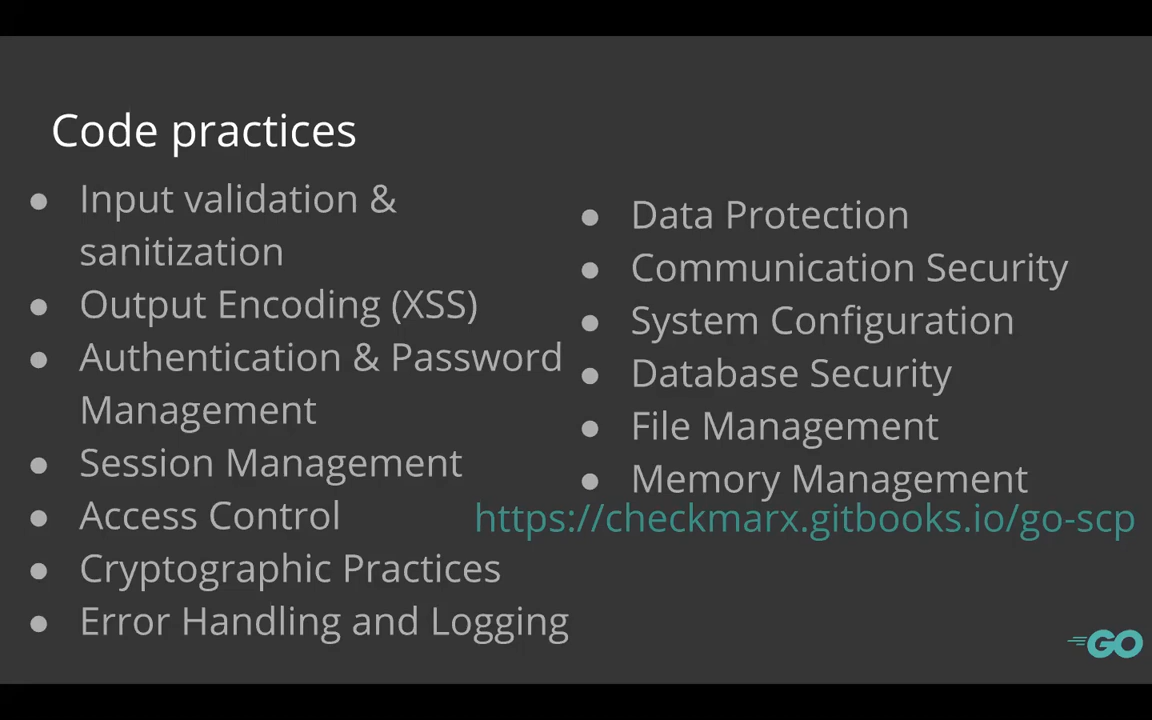 Code practices
● Input validation &
sanitization
● Output Encoding (XSS)
● Authentication & Password
Management
● Session Management
● Access Control
● Cryptographic Practices
● Error Handling and Logging
● Data Protection
● Communication Security
● System Configuration
● Database Security
● File Management
● Memory Management
https://checkmarx.gitbooks.io/go-scp
GO